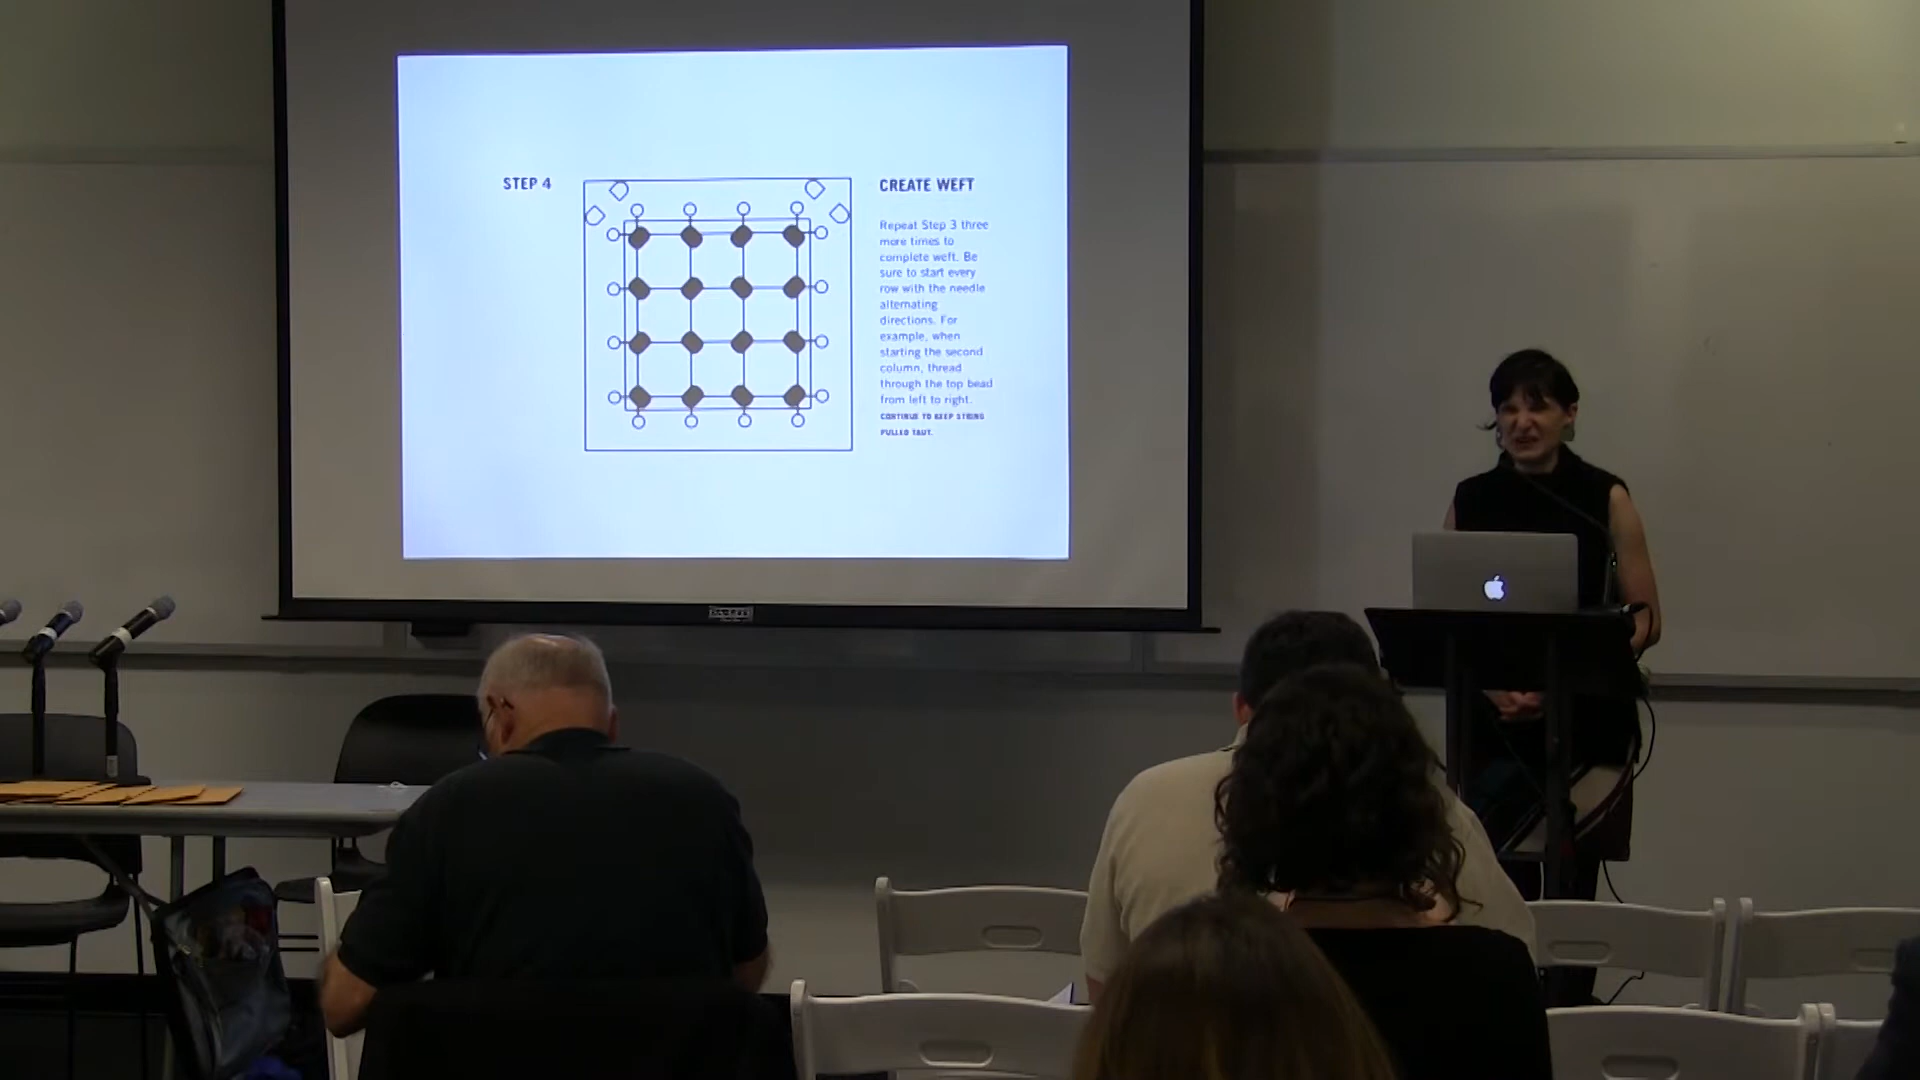 STEP 4
CREATE WEFT
Repeat Step 3 three
more times to
complete weft. Be
sure to start every
row with the needle
alternating
directions. For
example, when
starting the second
column, thread
through the top bead
from left to right.
CONTINUE TO KEEP STRING
PULLED TAUT.